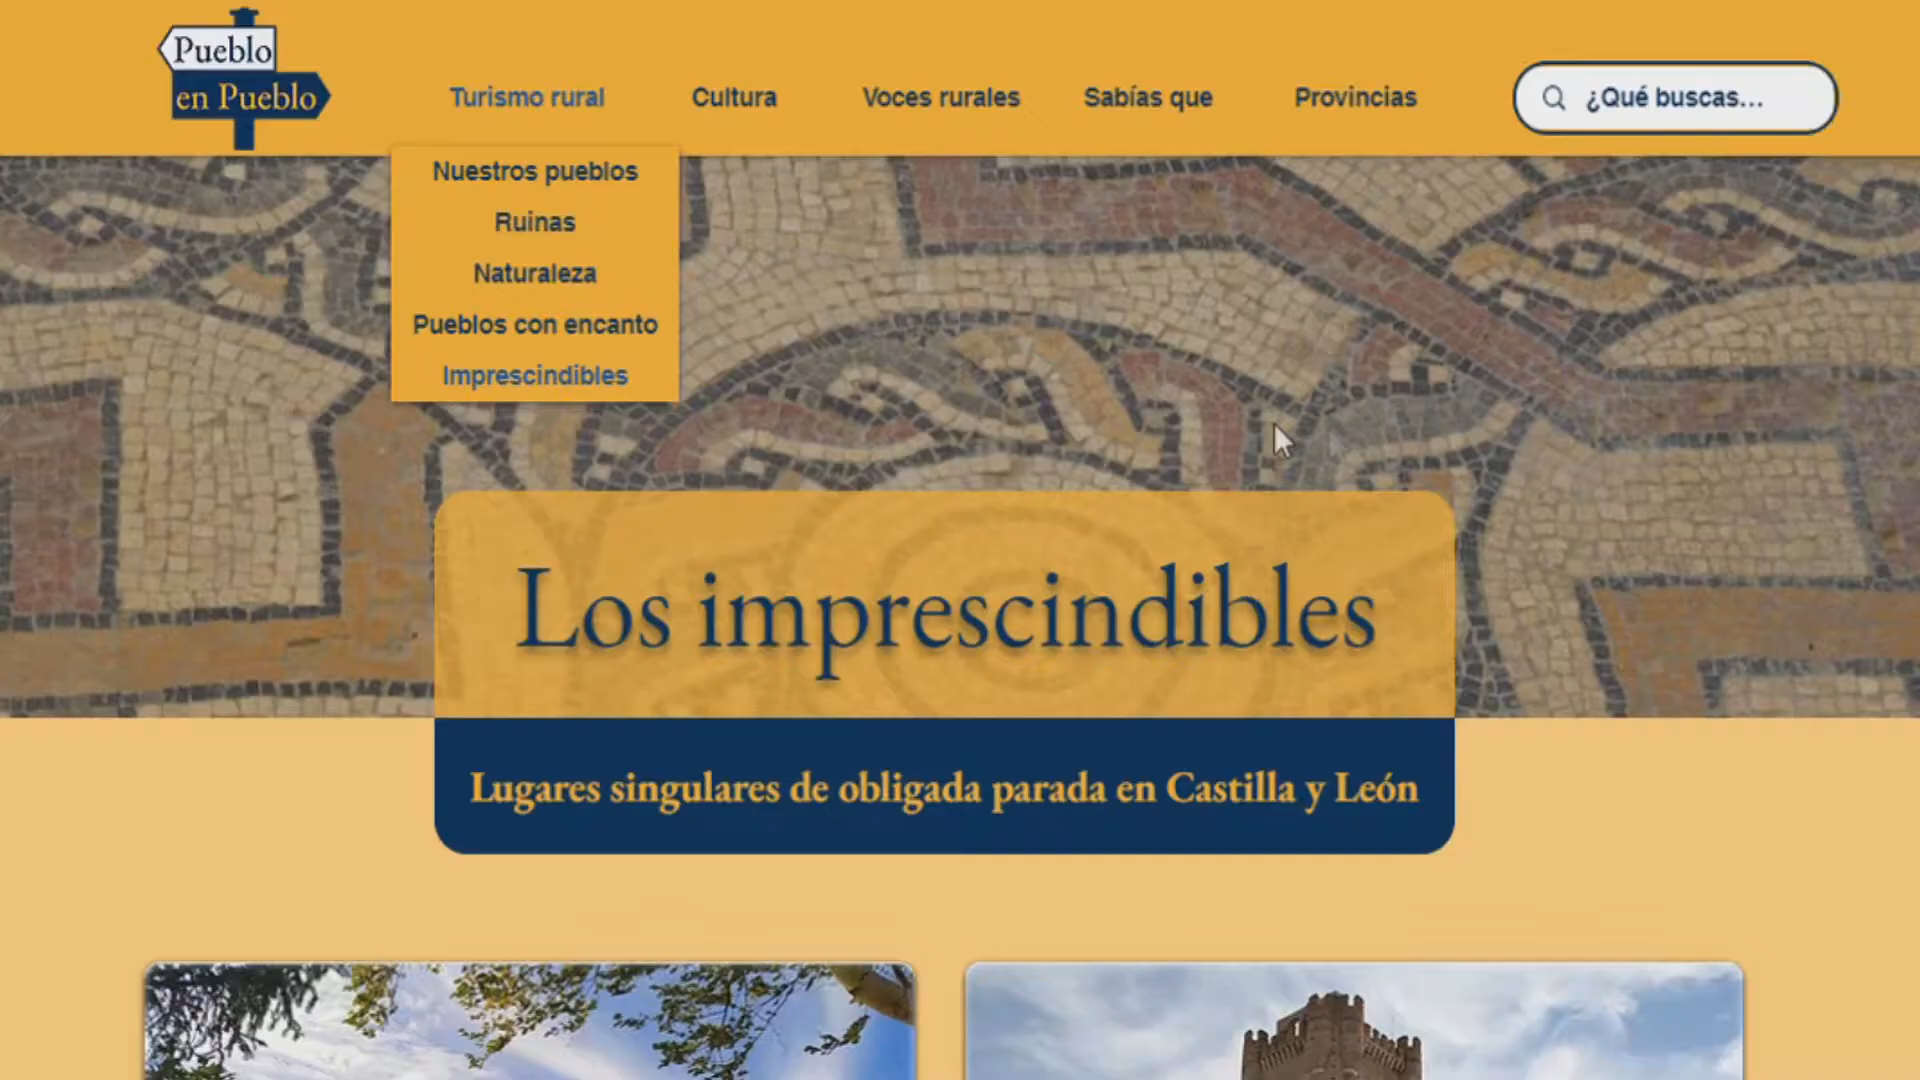 Pueblo
en Pueblo
Turismo rural
Cultura
Voces rurales
Sabías que
Provincias
¿Qué buscas...
Nuestros pueblos
Ruinas
Naturaleza
Pueblos con encanto
Imprescindibles
Los imprescindibles
Lugares singulares de obligada parada en Castilla y León